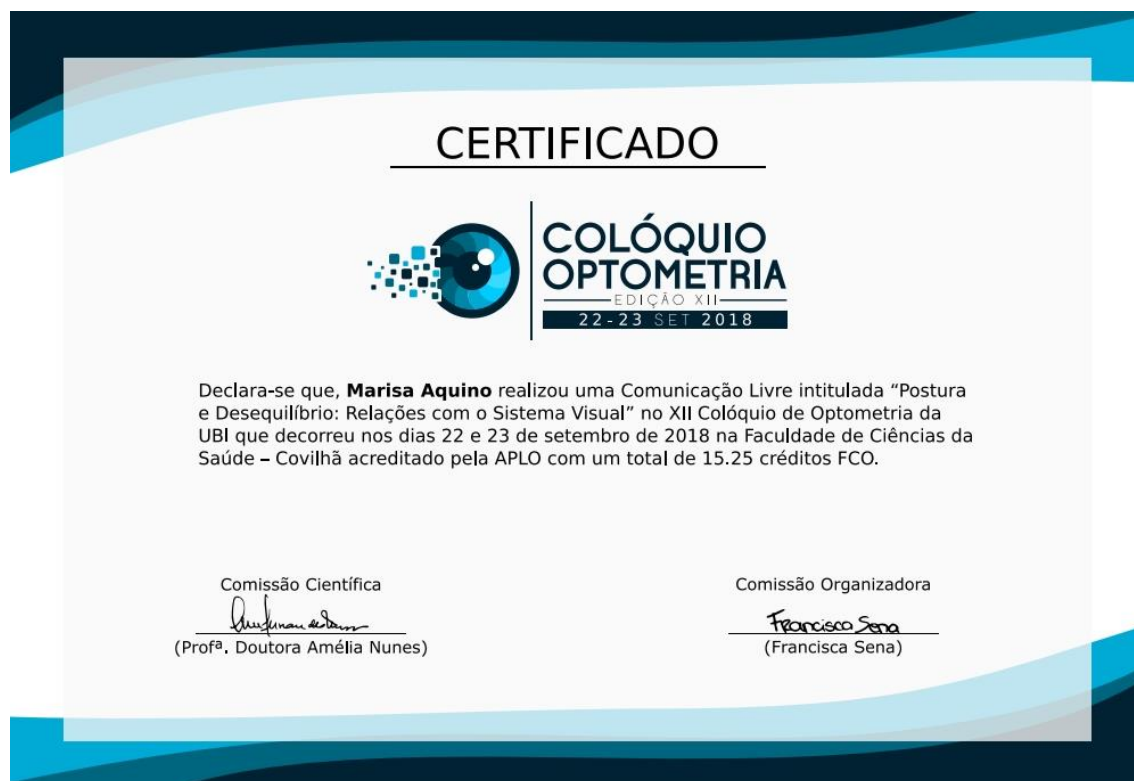 CERTIFICADO
COLÓQUIO
OPTOMETRIA
EDIÇÃO XII
22-23 SET 2018
Declara-se que, Marisa Aquino realizou uma Comunicação Livre intitulada “Postura
e Desequilíbrio: Relações com o Sistema Visual” no XII Colóquio de Optometria da
UBI que decorreu nos dias 22 e 23 de setembro de 2018 na Faculdade de Ciências da
Saúde – Covilhã acreditado pela APLO com um total de 15.25 créditos FCO.
Comissão Científica
(Profª. Doutora Amélia Nunes)
Comissão Organizadora
Francisca Sena
(Francisca Sena)